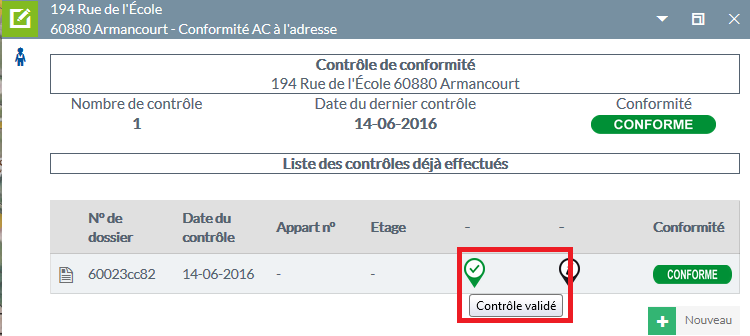 194 Rue de l'École
60880 Armancourt - Conformité AC à l'adresse
Contrôle de conformité
194 Rue de l'École 60880 Armancourt
Nombre de contrôle Date du dernier contrôle Conformité
1 14-06-2016 CONFORME
Liste des contrôles déjà effectués
N° de dossier Date du contrôle Appart n° Etage - - Conformité
60023cc82 14-06-2016 - - CONFORME
Contrôle validé
Nouveau